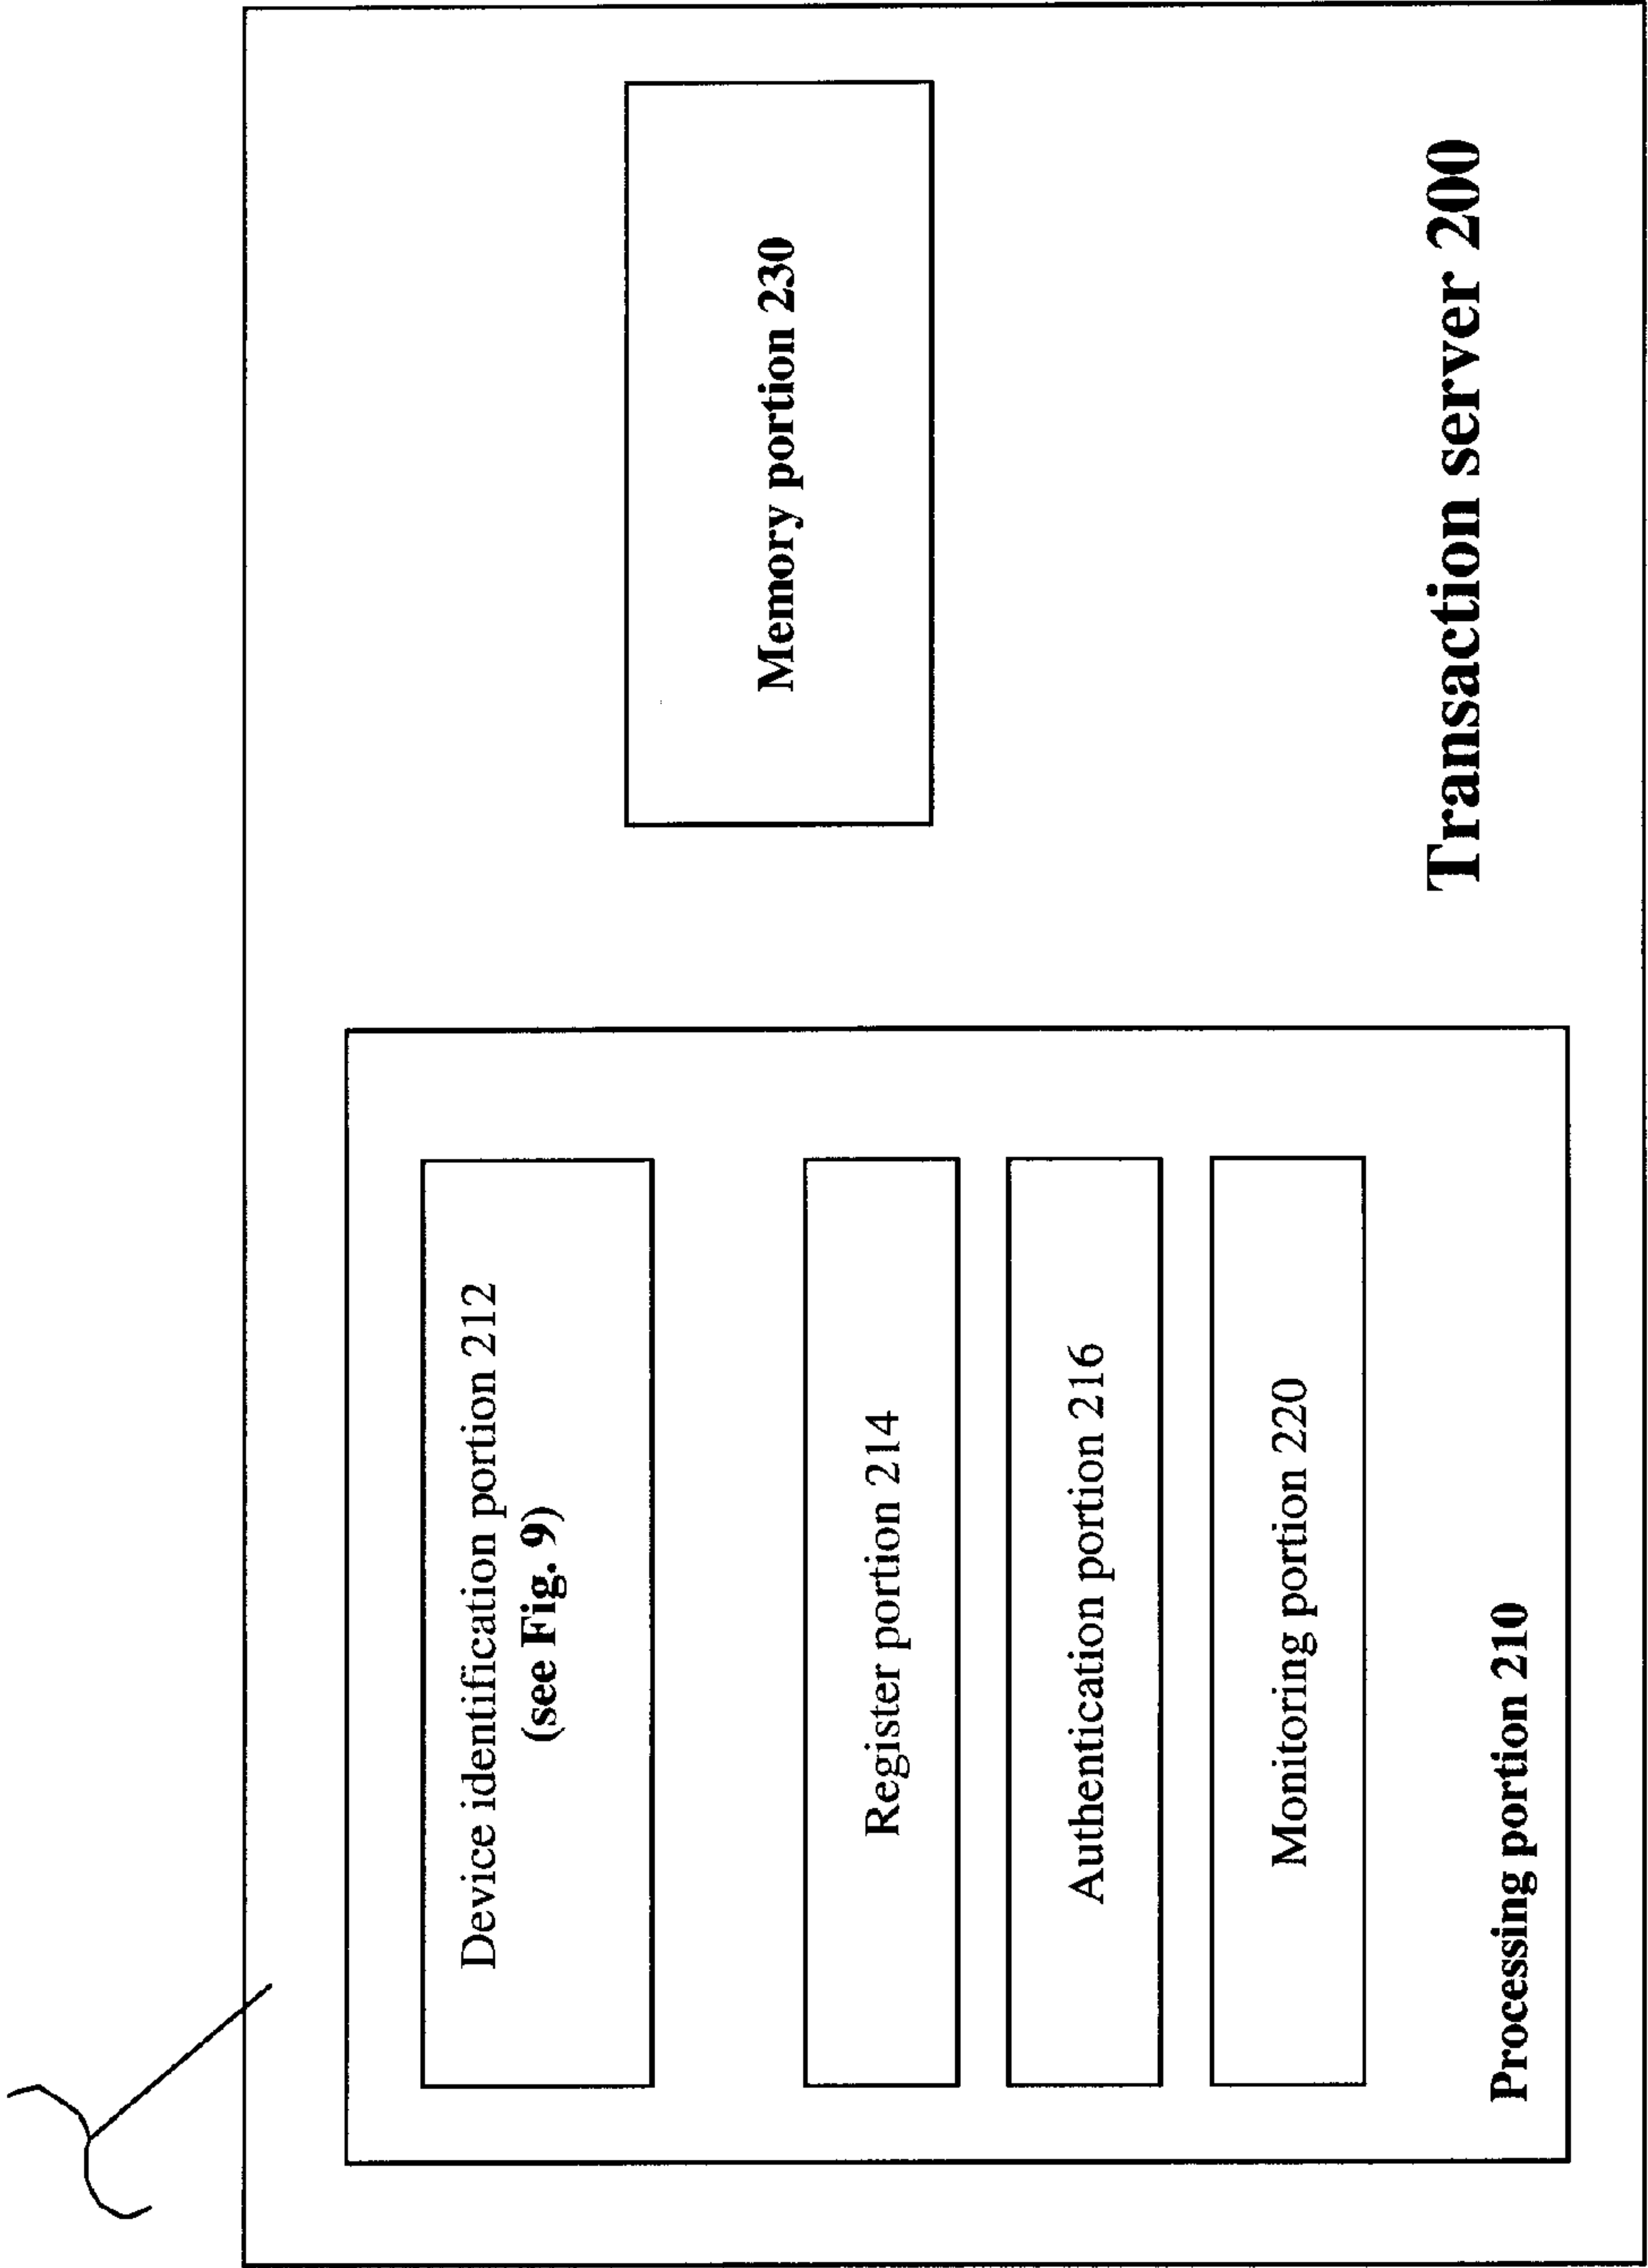 Device identification portion 212
(see Fig. 9)
Register portion 214
Authentication portion 216
Monitoring portion 220
Processing portion 210
Memory portion 230
Transaction server 200